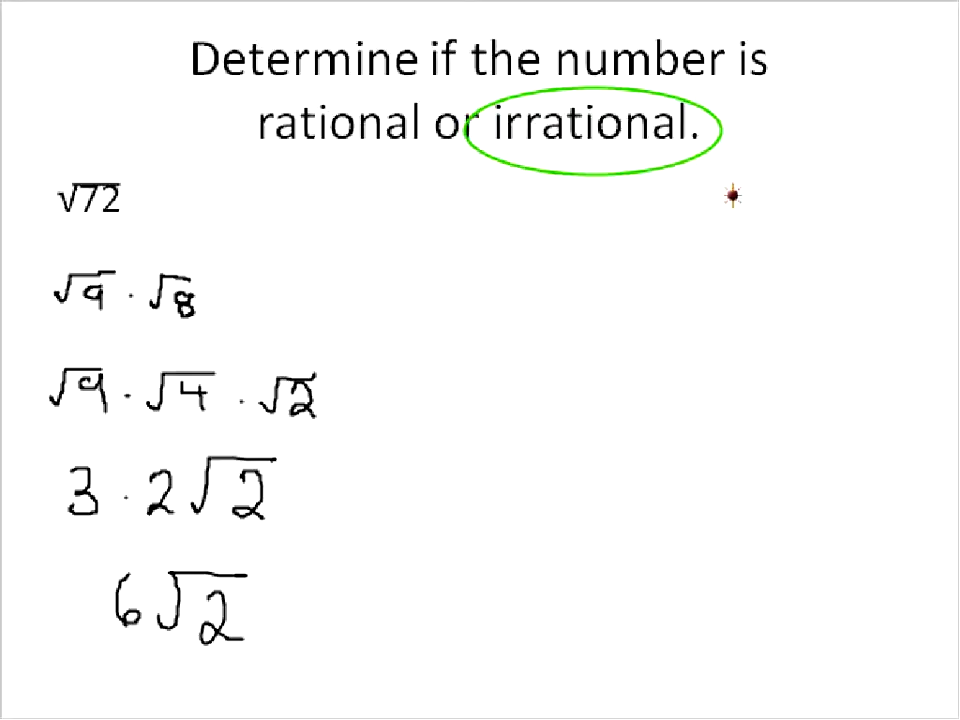 Determine if the number is
rational or irrational.
√72
√9 · √8
√9 · √4 · √2
3 · 2√2
6√2